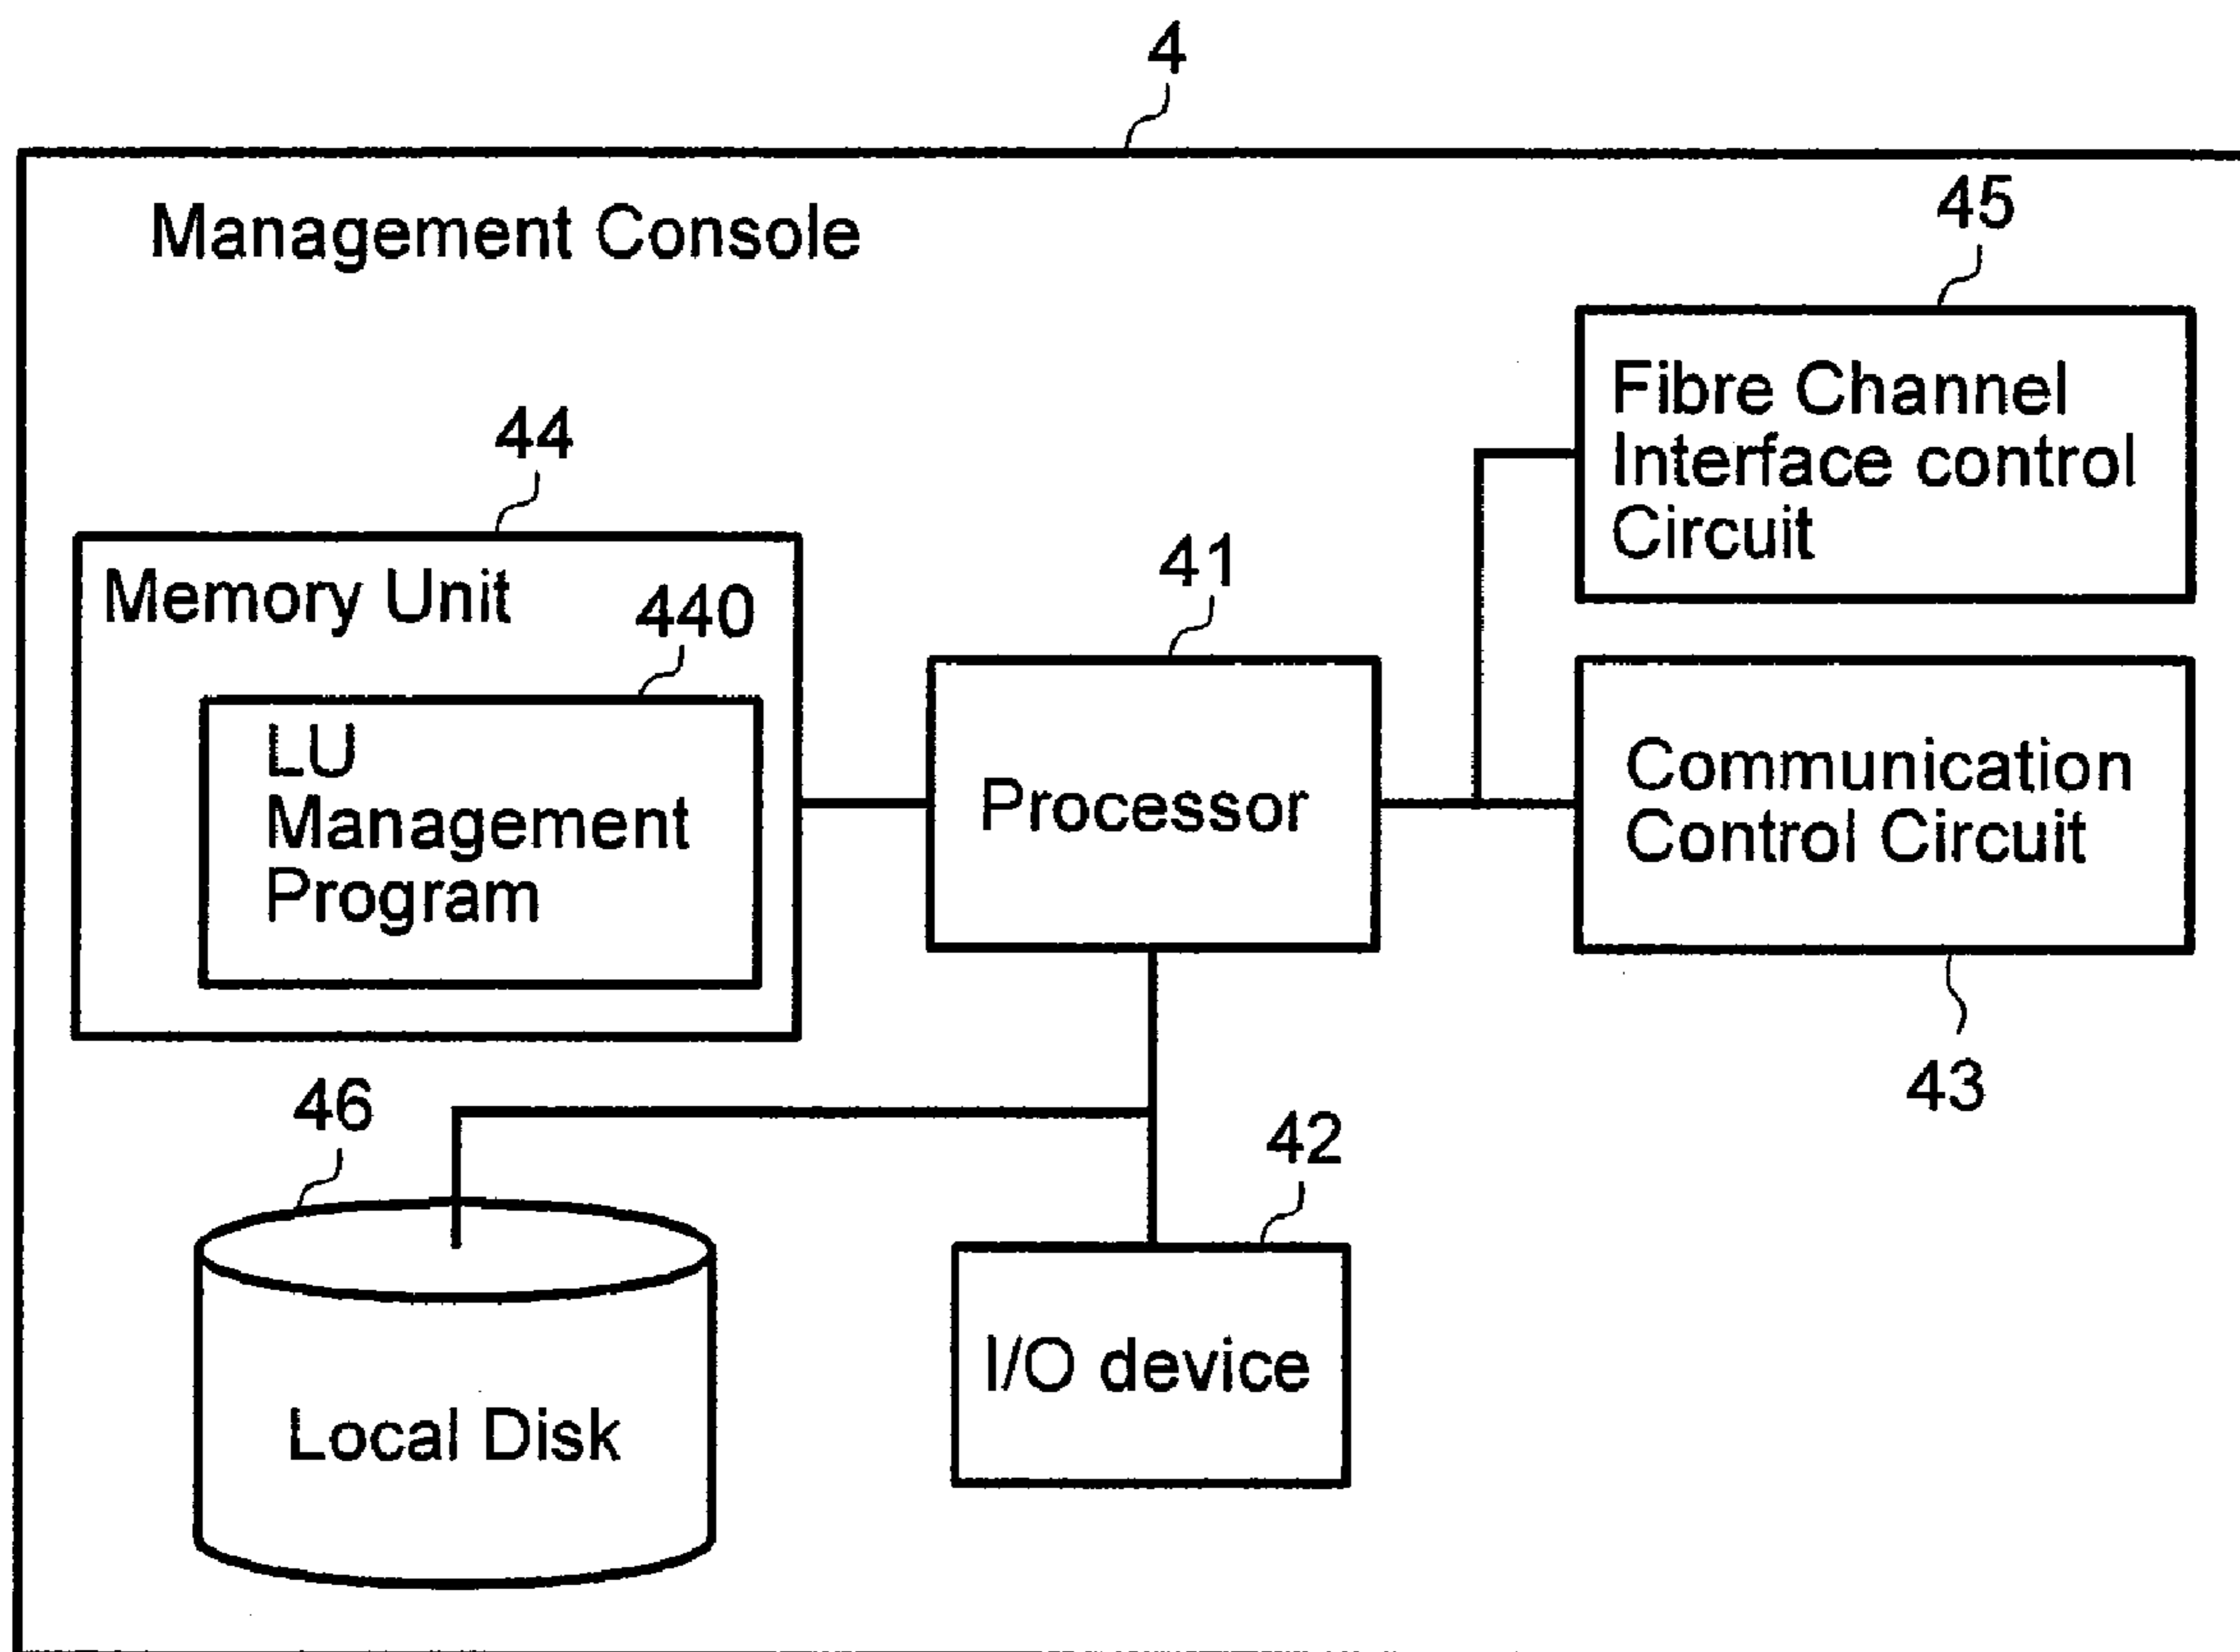 4
Management Console
45
Fibre Channel
Interface control
Circuit
44
Memory Unit
440
LU
Management
Program
41
Processor
Communication
Control Circuit
43
46
Local Disk
42
I/O device